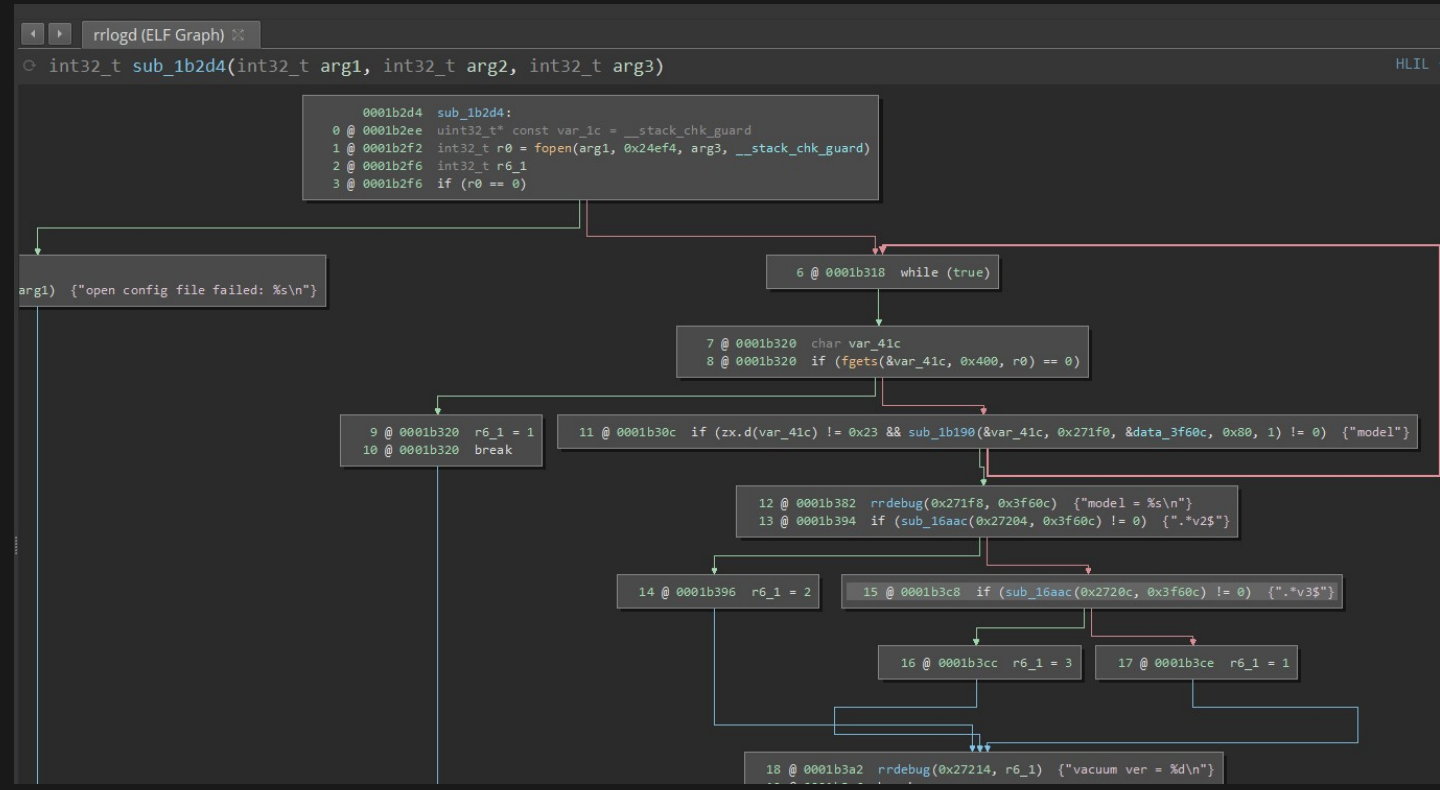 rrlogd (ELF Graph)
int32_t sub_1b2d4(int32_t arg1, int32_t arg2, int32_t arg3)
HLIL
0001b2d4 sub_1b2d4:
0 @ 0001b2ee uint32_t* const var_1c = __stack_chk_guard
1 @ 0001b2f2 int32_t r0 = fopen(arg1, 0x24ef4, arg3, __stack_chk_guard)
2 @ 0001b2f6 int32_t r6_1
3 @ 0001b2f6 if (r0 == 0)
arg1) {"open config file failed: %s\n"}
6 @ 0001b318 while (true)
7 @ 0001b320 char var_41c
8 @ 0001b320 if (fgets(&var_41c, 0x400, r0) == 0)
9 @ 0001b320 r6_1 = 1
10 @ 0001b320 break
11 @ 0001b30c if (zx.d(var_41c) != 0x23 && sub_1b190(&var_41c, 0x271f0, &data_3f60c, 0x80, 1) != 0) {"model"}
12 @ 0001b382 rrdebug(0x271f8, 0x3f60c) {"model = %s\n"}
13 @ 0001b394 if (sub_16aac(0x27204, 0x3f60c) != 0) {".*v2$"}
14 @ 0001b396 r6_1 = 2
15 @ 0001b3c8 if (sub_16aac(0x2720c, 0x3f60c) != 0) {".*v3$"}
16 @ 0001b3cc r6_1 = 3
17 @ 0001b3ce r6_1 = 1
18 @ 0001b3a2 rrdebug(0x27214, r6_1) {"vacuum ver = %d\n"}